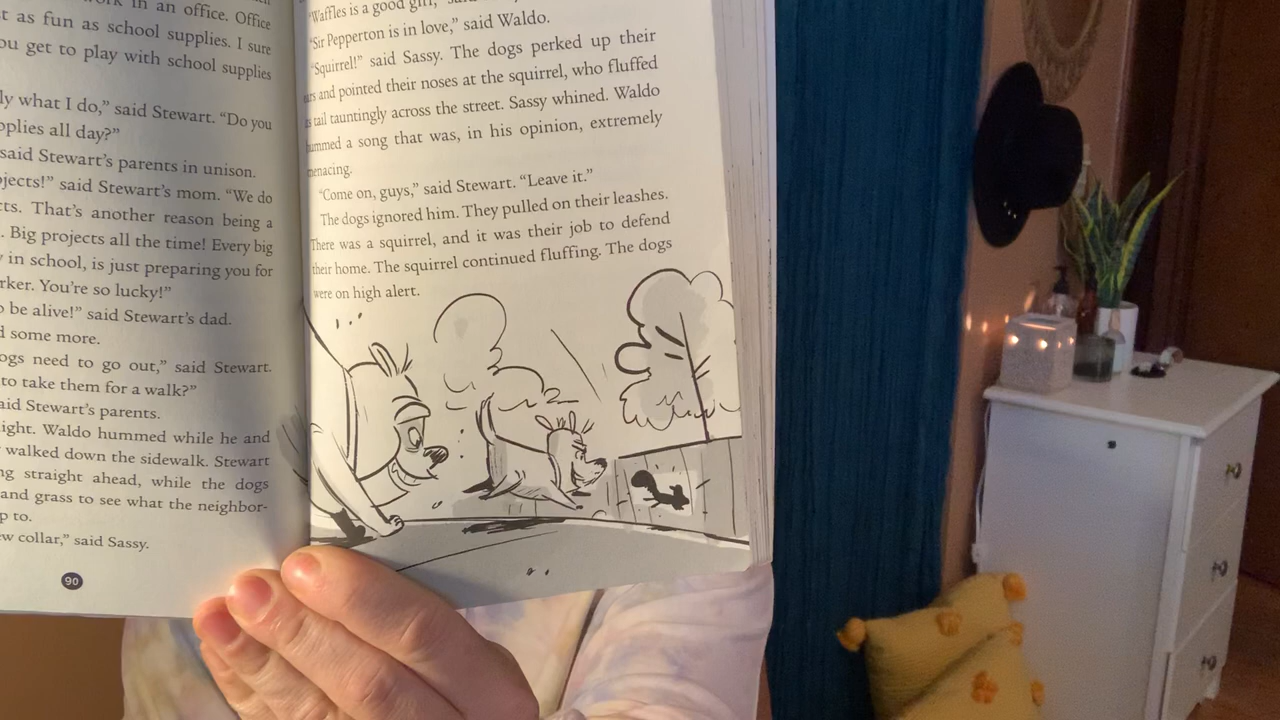 in an office. Office
as fun as school supplies. I sure
you get to play with school supplies
ly what I do,” said Stewart. “Do you
pplies all day?”
said Stewart’s parents in unison.
ojects!” said Stewart’s mom. “We do
cts. That’s another reason being a
. Big projects all the time! Every big
in school, is just preparing you for
rker. You’re so lucky!”
o be alive!” said Stewart’s dad.
d some more.
ogs need to go out,” said Stewart.
to take them for a walk?”
aid Stewart’s parents.
ight. Waldo hummed while he and
walked down the sidewalk. Stewart
ng straight ahead, while the dogs
and grass to see what the neighbor-
p to.
ew collar,” said Sassy.
90
“Waffles is a good girl,”
“Sir Pepperton is in love,” said Waldo.
“Squirrel!” said Sassy. The dogs perked up their
ars and pointed their noses at the squirrel, who fluffed
its tail tauntingly across the street. Sassy whined. Waldo
hummed a song that was, in his opinion, extremely
menacing.
“Come on, guys,” said Stewart. “Leave it.”
The dogs ignored him. They pulled on their leashes.
There was a squirrel, and it was their job to defend
their home. The squirrel continued fluffing. The dogs
were on high alert.